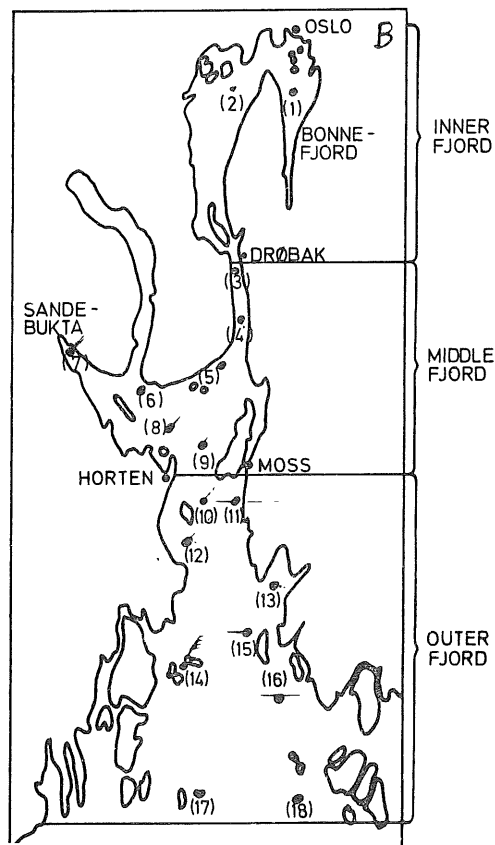 OSLO
B
(2)
(1)
BONNE-
FJORD
INNER
FJORD
DRØBAK
(3)
SANDE-
BUKTA
(4)
(7)
(5)
MIDDLE
FJORD
(6)
(8)
(9)
MOSS
HORTEN
(10)
(11)
(12)
(13)
(15)
OUTER
FJORD
(14)
(16)
(17)
(18)